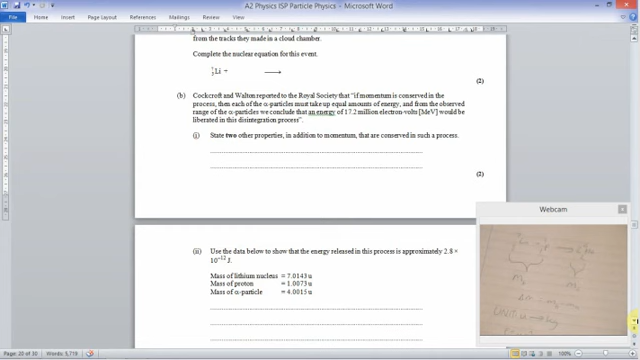 A2 Physics ISP Particle Physics - Microsoft Word
File Home Insert Page Layout References Mailings Review View
from the tracks they made in a cloud chamber.
Complete the nuclear equation for this event.
⁷₃Li + ⟶
(2)
(b) Cockcroft and Walton reported to the Royal Society that “if momentum is conserved in the
process, then each of the α-particles must take up equal amounts of energy, and from the observed
range of the α-particles we conclude that an energy of 17.2 million electron-volts [MeV] would be
liberated in this disintegration process”.
(i) State two other properties, in addition to momentum, that are conserved in such a process.
(2)
Webcam
(ii) Use the data below to show that the energy released in this process is approximately 2.8 ×
10⁻¹² J.
Mass of lithium nucleus = 7.0143 u
Mass of proton = 1.0073 u
Mass of α-particle = 4.0015 u
Page: 20 of 30 Words: 5,719 100%